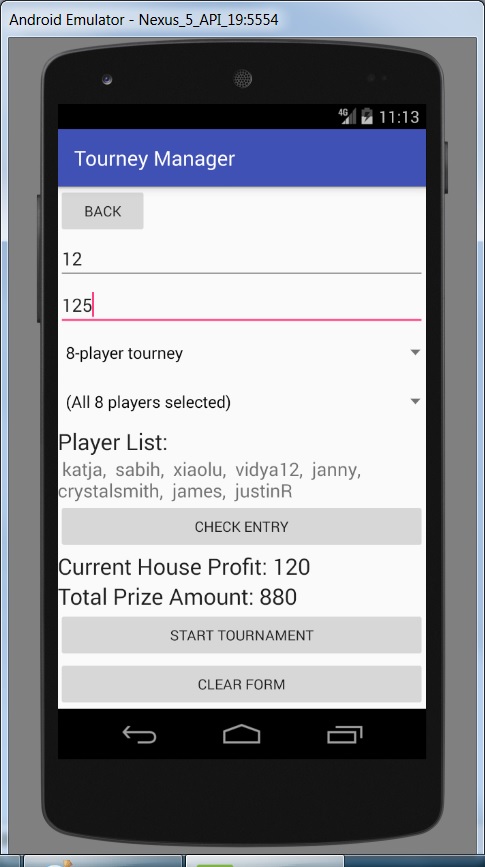 Android Emulator - Nexus_5_API_19:5554
4G 11:13
Tourney Manager
BACK
12
125
8-player tourney
(All 8 players selected)
Player List:
katja, sabih, xiaolu, vidya12, janny,
crystalsmith, james, justinR
CHECK ENTRY
Current House Profit: 120
Total Prize Amount: 880
START TOURNAMENT
CLEAR FORM